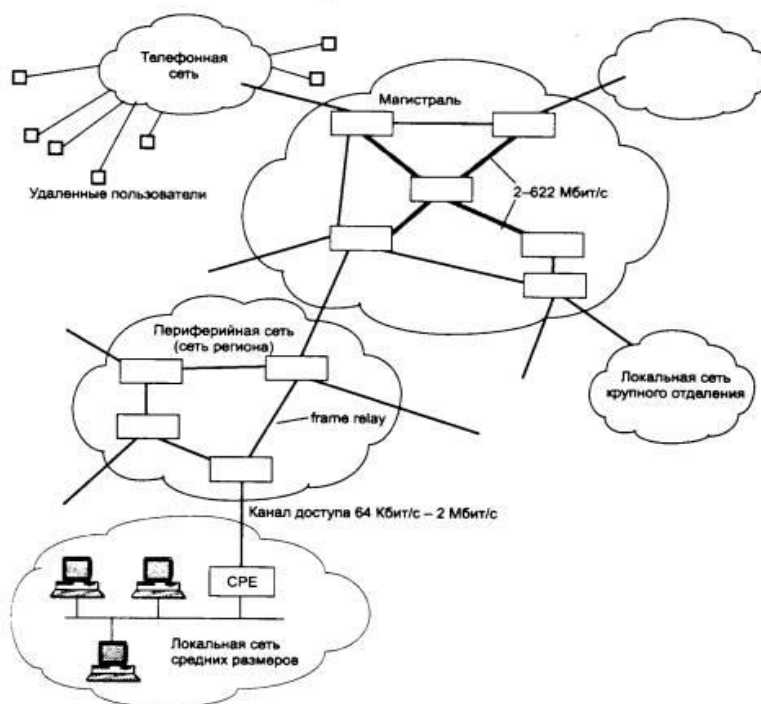 Телефонная
сеть
Магистраль
Удаленные пользователи
2–622 Мбит/с
Периферийная сеть
(сеть региона)
Локальная сеть
крупного отделения
frame relay
Канал доступа 64 Кбит/с – 2 Мбит/с
CPE
Локальная сеть
средних размеров